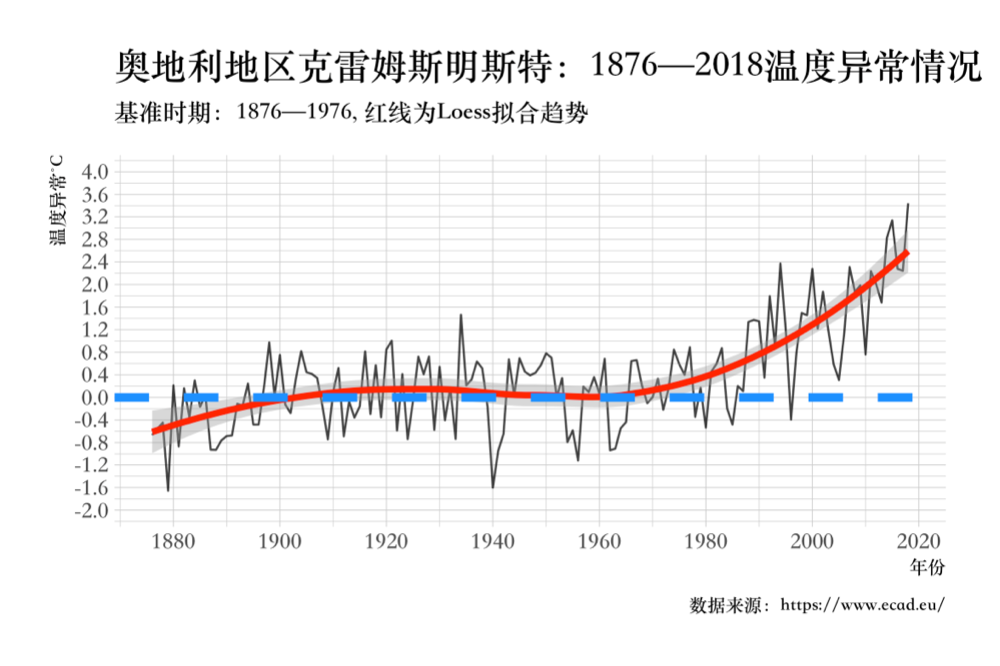 奥地利地区克雷姆斯明斯特：1876—2018温度异常情况
基准时期：1876—1976, 红线为Loess拟合趋势
温度异常°C
4.0
3.6
3.2
2.8
2.4
2.0
1.6
1.2
0.8
0.4
0.0
-0.4
-0.8
-1.2
-1.6
-2.0
1880 1900 1920 1940 1960 1980 2000 2020
年份
数据来源：https://www.ecad.eu/